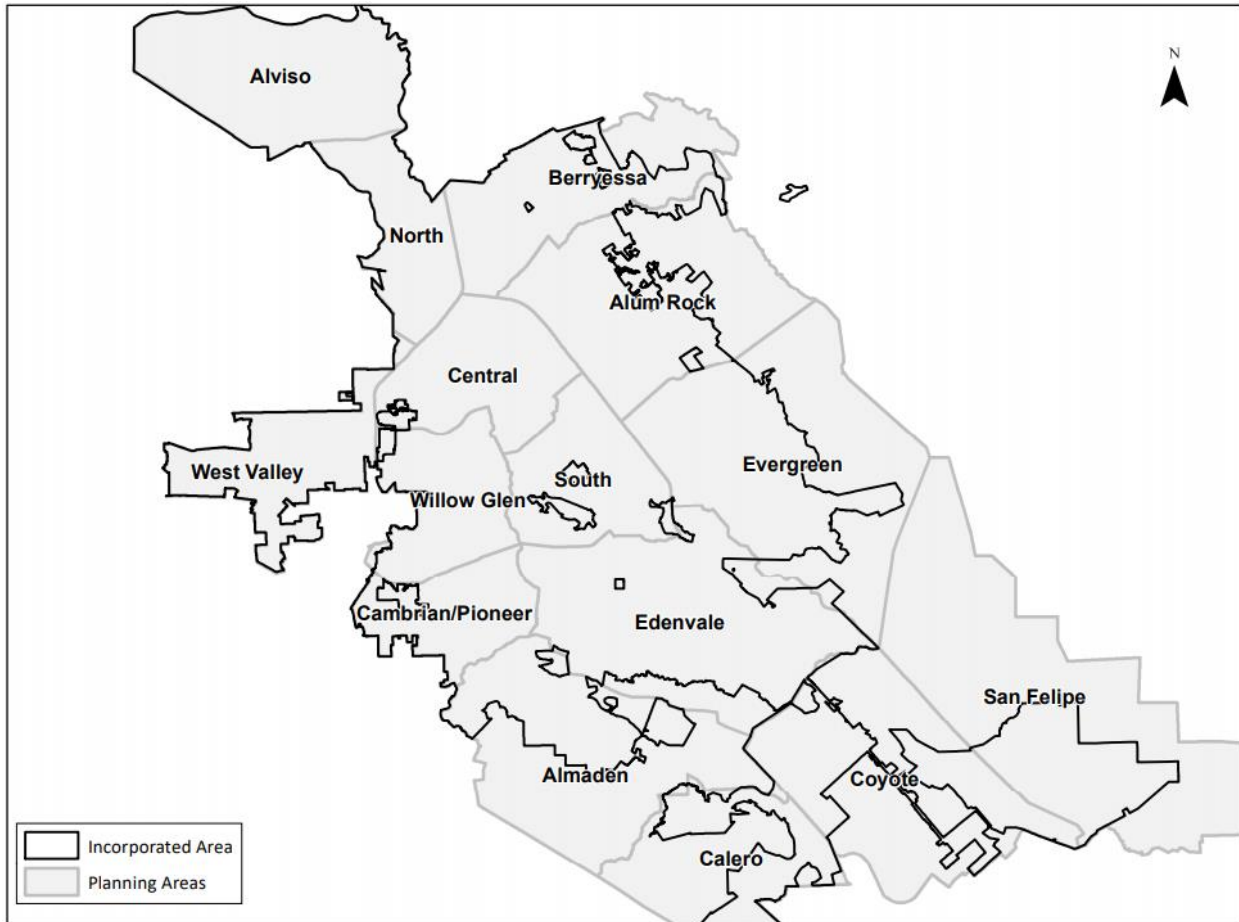 Alviso
N
Berryessa
North
Alum Rock
Central
Evergreen
West Valley
South
Willow Glen
Cambrian/Pioneer
Edenvale
San Felipe
Almaden
Coyote
Calero
Incorporated Area
Planning Areas